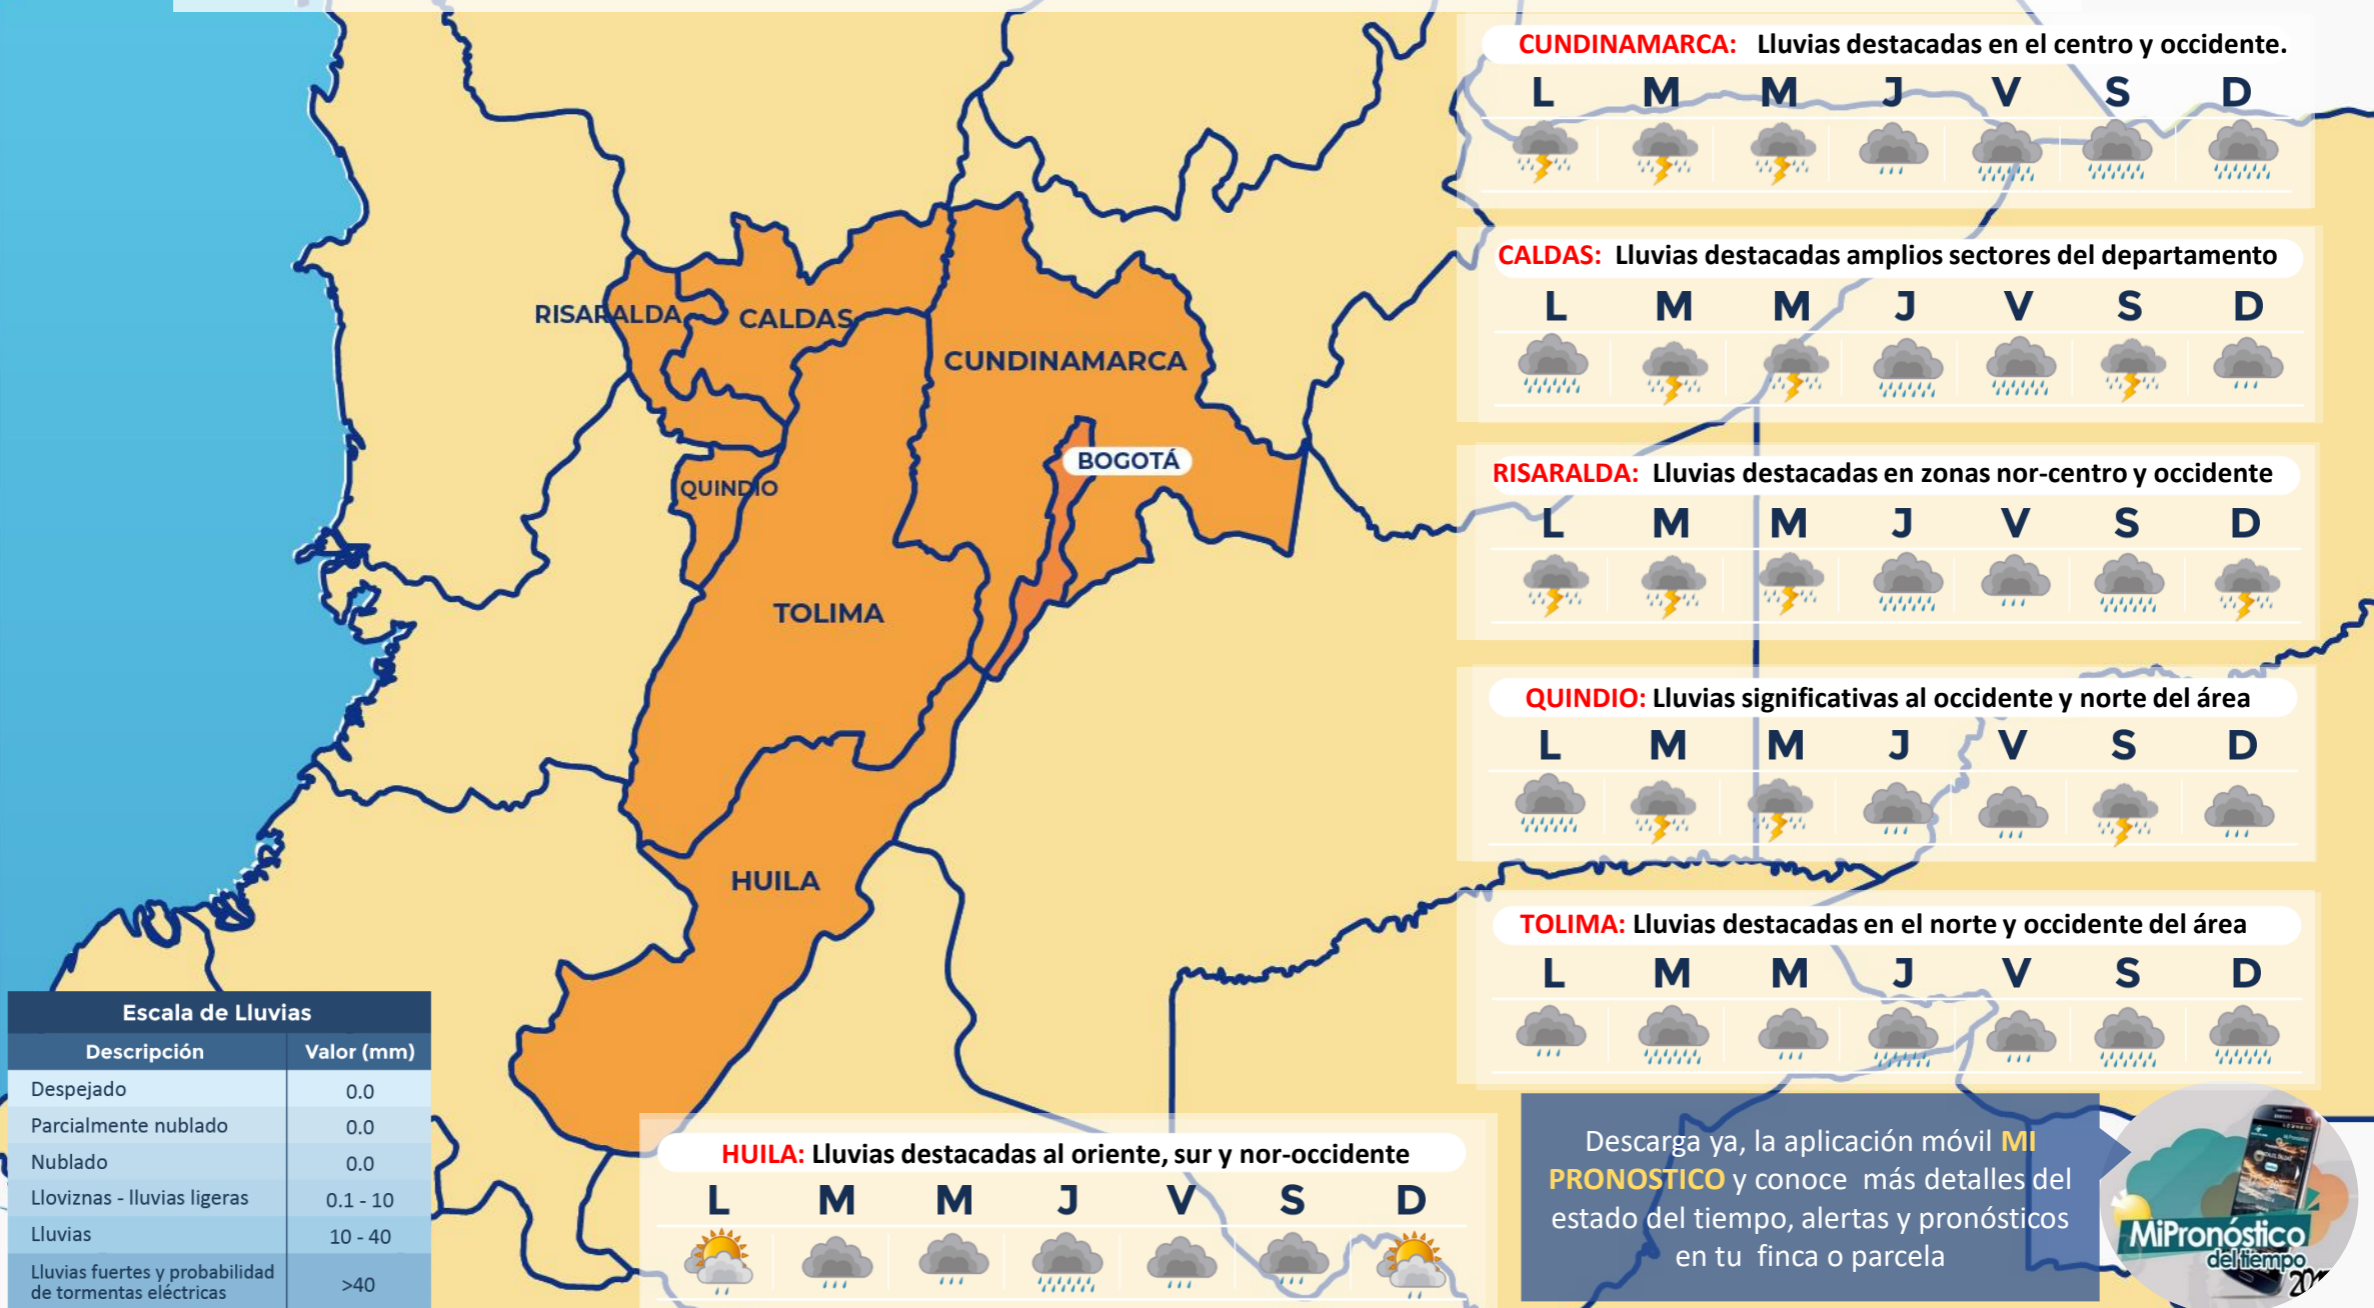 CUNDINAMARCA: Lluvias destacadas en el centro y occidente.
L M M J V S D
CALDAS: Lluvias destacadas amplios sectores del departamento
L M M J V S D
RISARALDA: Lluvias destacadas en zonas nor-centro y occidente
L M M J V S D
QUINDIO: Lluvias significativas al occidente y norte del área
L M M J V S D
TOLIMA: Lluvias destacadas en el norte y occidente del área
L M M J V S D
RISARALDA
CALDAS
CUNDINAMARCA
BOGOTÁ
QUINDIO
TOLIMA
HUILA
Escala de Lluvias
Descripción Valor (mm)
Despejado 0.0
Parcialmente nublado 0.0
Nublado 0.0
Lloviznas - lluvias ligeras 0.1 - 10
Lluvias 10 - 40
Lluvias fuertes y probabilidad
de tormentas eléctricas >40
HUILA: Lluvias destacadas al oriente, sur y nor-occidente
L M M J V S D
Descarga ya, la aplicación móvil MI
PRONOSTICO y conoce más detalles del
estado del tiempo, alertas y pronósticos
en tu finca o parcela
MiPronóstico
del tiempo